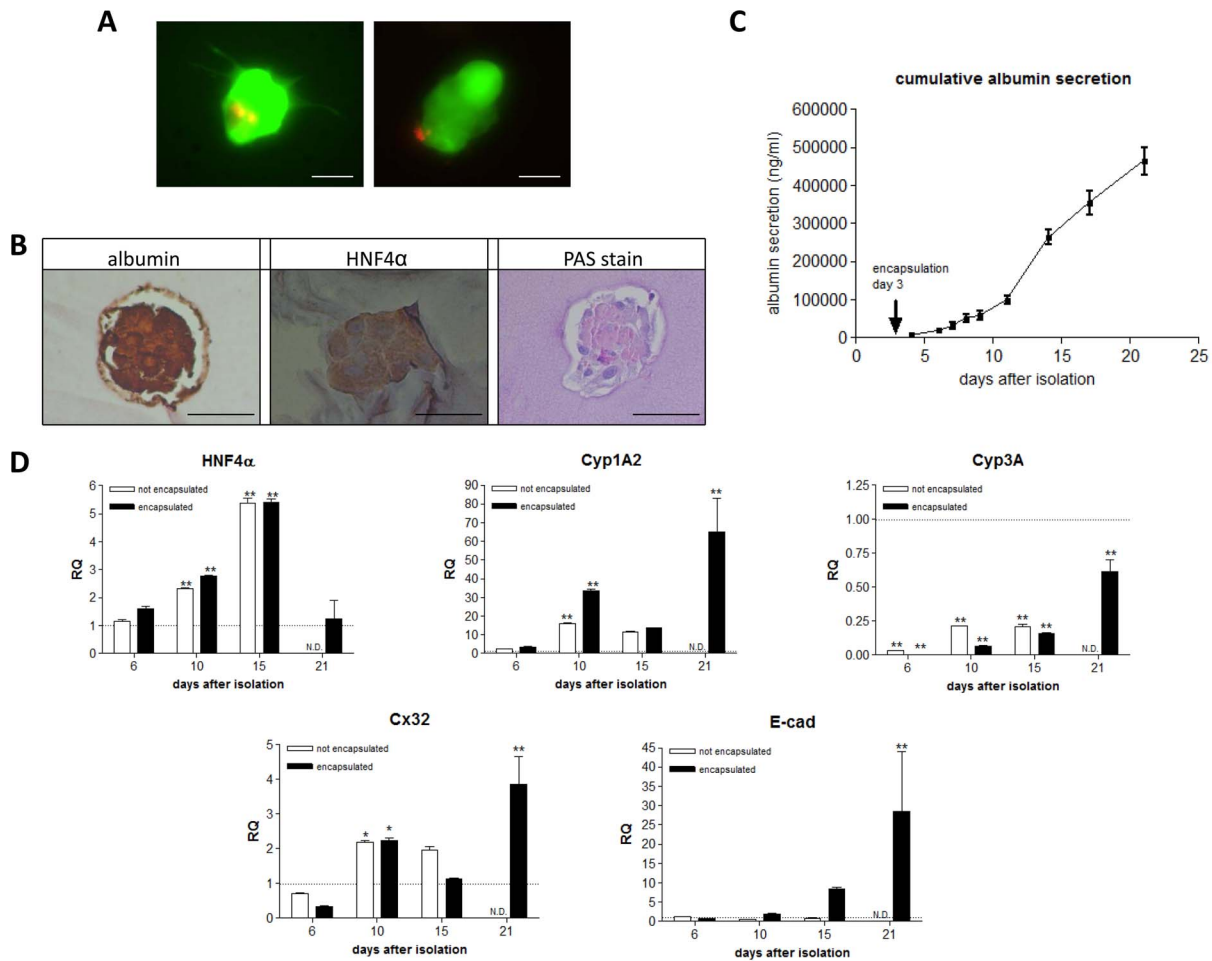 A
C
cumulative albumin secretion
600000
500000
400000
300000
200000
100000
0
albumin secretion (ng/ml)
encapsulation
day 3
0 5 10 15 20 25
days after isolation
B
albumin HNF4α PAS stain
D
HNF4α
not encapsulated
encapsulated
6
5
4
3
2
1
0
RQ
** ** ** **
N.D.
6 10 15 21
days after isolation
Cyp1A2
not encapsulated
encapsulated
90
80
70
60
50
40
30
20
10
0
RQ
** ** **
N.D.
6 10 15 21
days after isolation
Cyp3A
not encapsulated
encapsulated
1.25
1.00
0.75
0.50
0.25
0.00
RQ
** ** ** ** ** ** **
N.D.
6 10 15 21
days after isolation
Cx32
not encapsulated
encapsulated
5
4
3
2
1
0
RQ
* * **
N.D.
6 10 15 21
days after isolation
E-cad
not encapsulated
encapsulated
45
40
35
30
25
20
15
10
5
0
RQ
**
N.D.
6 10 15 21
days after isolation